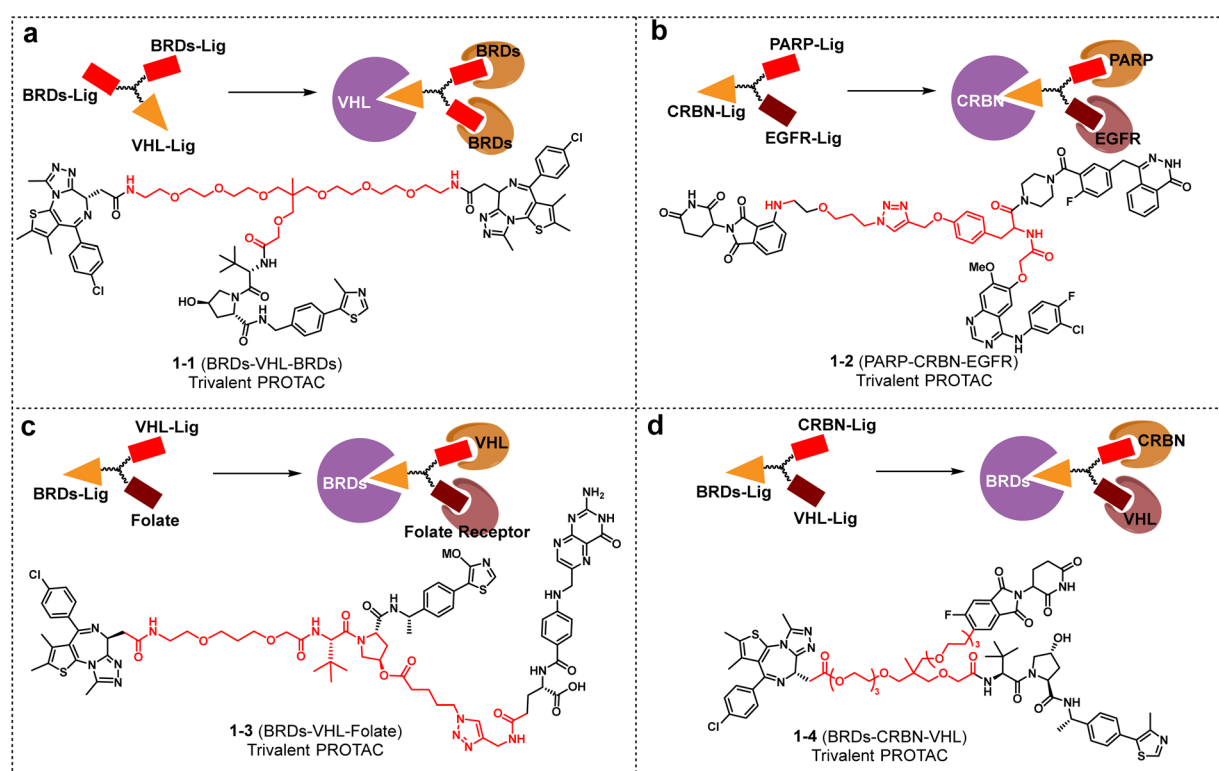 a
BRDs-Lig
BRDs-Lig
VHL-Lig
VHL
BRDs
BRDs
1-1 (BRDs-VHL-BRDs)
Trivalent PROTAC
b
PARP-Lig
CRBN-Lig
EGFR-Lig
CRBN
PARP
EGFR
MeO
1-2 (PARP-CRBN-EGFR)
Trivalent PROTAC
c
VHL-Lig
BRDs-Lig
Folate
BRDs
VHL
Folate Receptor
MO
1-3 (BRDs-VHL-Folate)
Trivalent PROTAC
d
CRBN-Lig
BRDs-Lig
VHL-Lig
BRDs
CRBN
VHL
1-4 (BRDs-CRBN-VHL)
Trivalent PROTAC